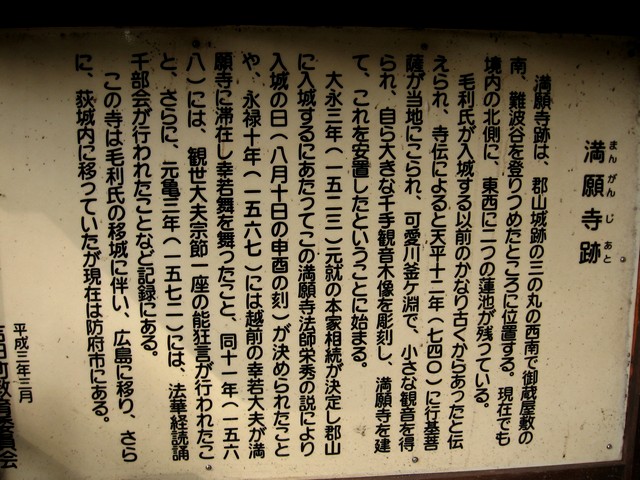 満願寺跡
まんがんじあと
満願寺跡は、郡山城跡の三の丸の西南で御蔵屋敷の
南、難波谷を登りつめたところに位置する。現在でも
境内の北側に、東西に二つの蓮池が残つている。
毛利氏が入城する以前のかなり古くからあったと伝
えられ、寺伝によると天平十二年(七四〇)に行基菩
薩が当地にこられ、可愛川釜ケ淵で、小さな観音を得
られ、自ら大きな千手観音木像を彫刻し、満願寺を建
て、これを安置したということに始まる。
大永三年(一五二三)元就の本家相続が決定し郡山
に入城するにあたってこの満願寺法師栄秀の説により
入城の日(八月十日の申酉の刻)が決められたこと
や、永禄十年(一五六七)には越前の幸若大夫が満
願寺に滞在し幸若舞を舞つたこと、同十一年(一五六
八)には、観世大夫宗節一座の能狂言が行われたこ
と、さらに、元亀三年(一五七二)には、法華経読誦
千部会が行われたことなど記録にある。
この寺は毛利氏の移城に伴い、広島に移り、さら
に、萩城内に移っていたが現在は防府市にある。
平成三年三月
吉田町教育委員会